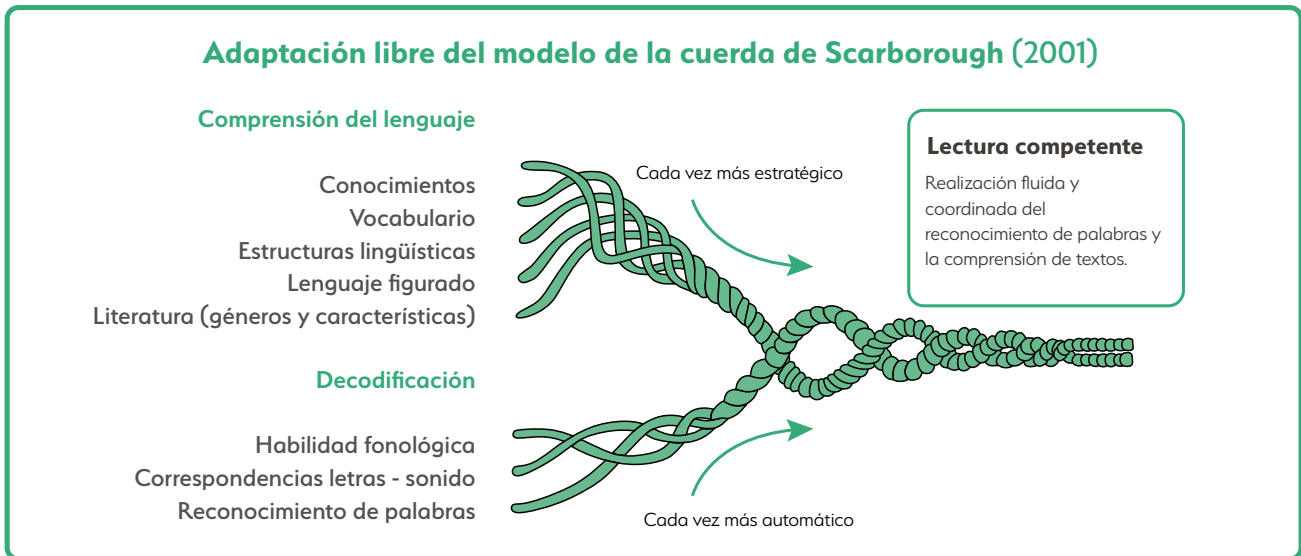 Adaptación libre del modelo de la cuerda de Scarborough (2001)
Comprensión del lenguaje
Conocimientos
Vocabulario
Estructuras lingüísticas
Lenguaje figurado
Literatura (géneros y características)
Decodificación
Habilidad fonológica
Correspondencias letras - sonido
Reconocimiento de palabras
Cada vez más estratégico
Cada vez más automático
Lectura competente
Realización fluida y
coordinada del
reconocimiento de palabras y
la comprensión de textos.